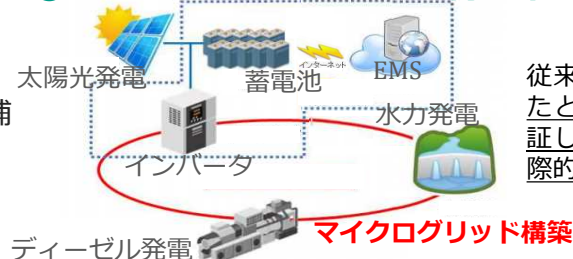 インターネット
太陽光発電
蓄電池
EMS
水力発電
インバータ
マイクログリッド構築
ディーゼル発電
補
従来
たと
証し
際的